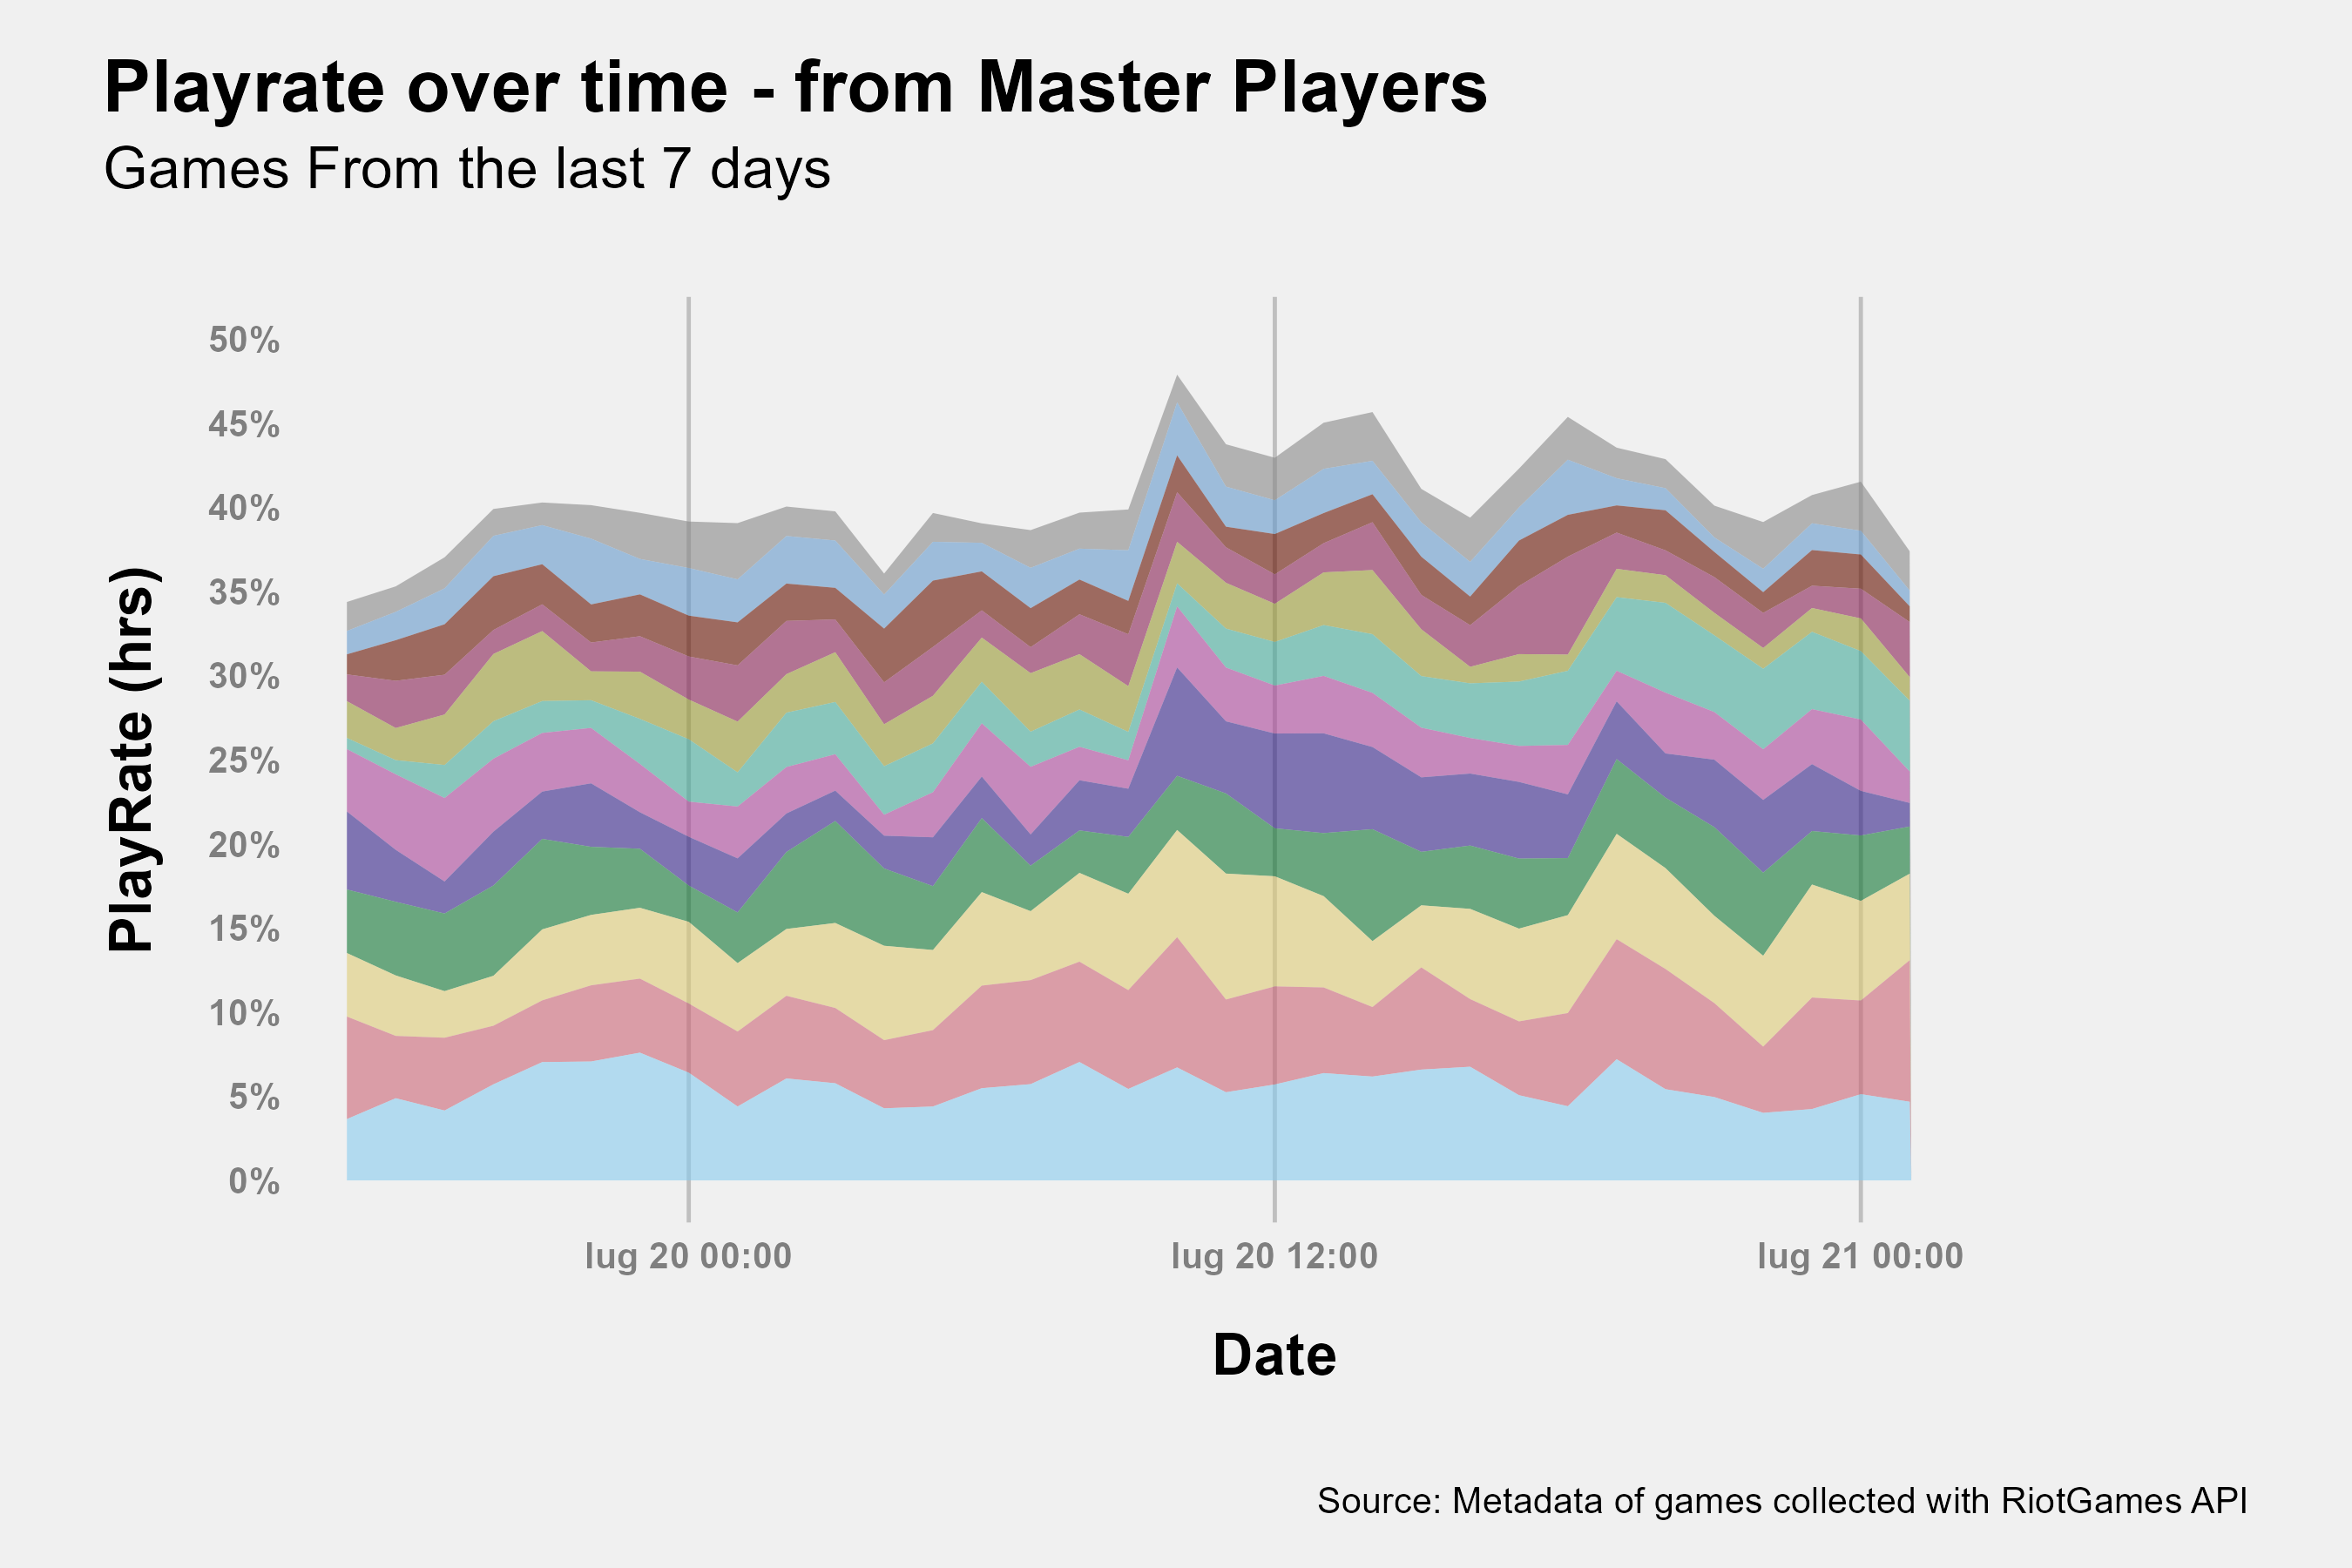 Playrate over time - from Master Players
Games From the last 7 days
50%
45%
40%
35%
30%
25%
20%
15%
10%
5%
0%
PlayRate (hrs)
lug 20 00:00
lug 20 12:00
lug 21 00:00
Date
Source: Metadata of games collected with RiotGames API